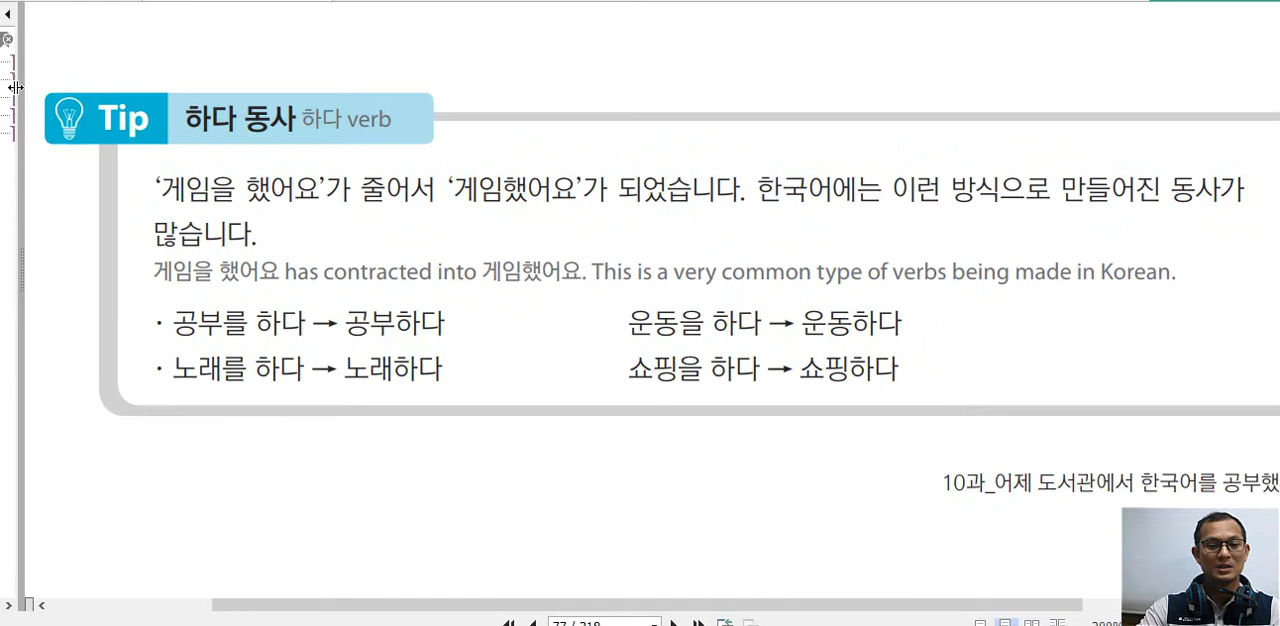 Tip 하다 동사 하다 verb
‘게임을 했어요’가 줄어서 ‘게임했어요’가 되었습니다. 한국어에는 이런 방식으로 만들어진 동사가
많습니다.
게임을 했어요 has contracted into 게임했어요. This is a very common type of verbs being made in Korean.
· 공부를 하다 → 공부하다 운동을 하다 → 운동하다
· 노래를 하다 → 노래하다 쇼핑을 하다 → 쇼핑하다
10과_어제 도서관에서 한국어를 공부했
77 / 218